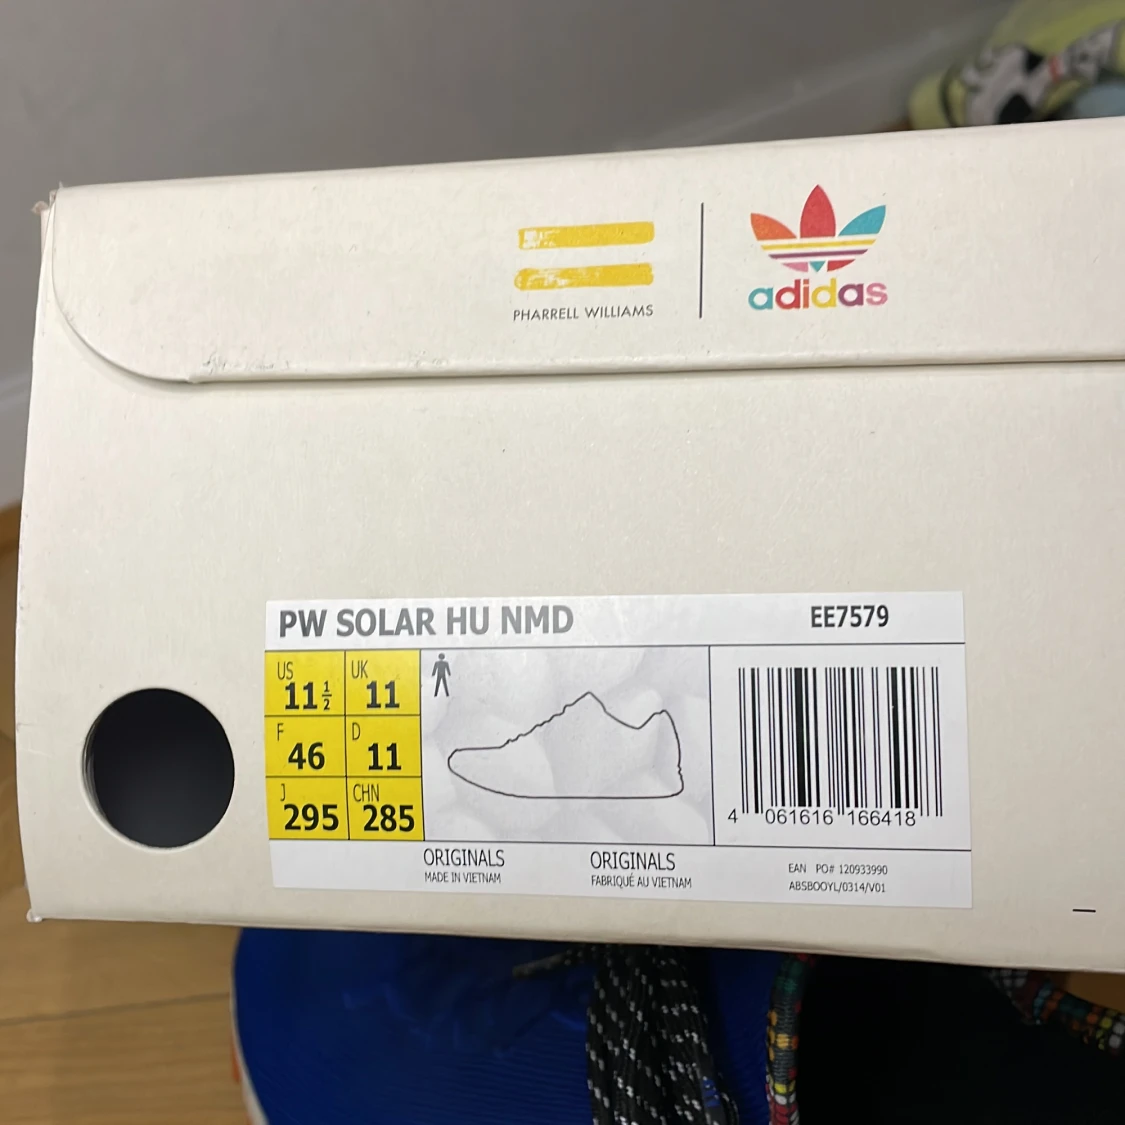 PHARRELL WILLIAMS
adidas
PW SOLAR HU NMD
EE7579
US 11½
UK 11
F 46
D 11
J 295
CHN 285
4 061616 166418
ORIGINALS
MADE IN VIETNAM
ORIGINALS
FABRIQUÉ AU VIETNAM
EAN PO# 120933990
ABSBOOYL/0314/V01